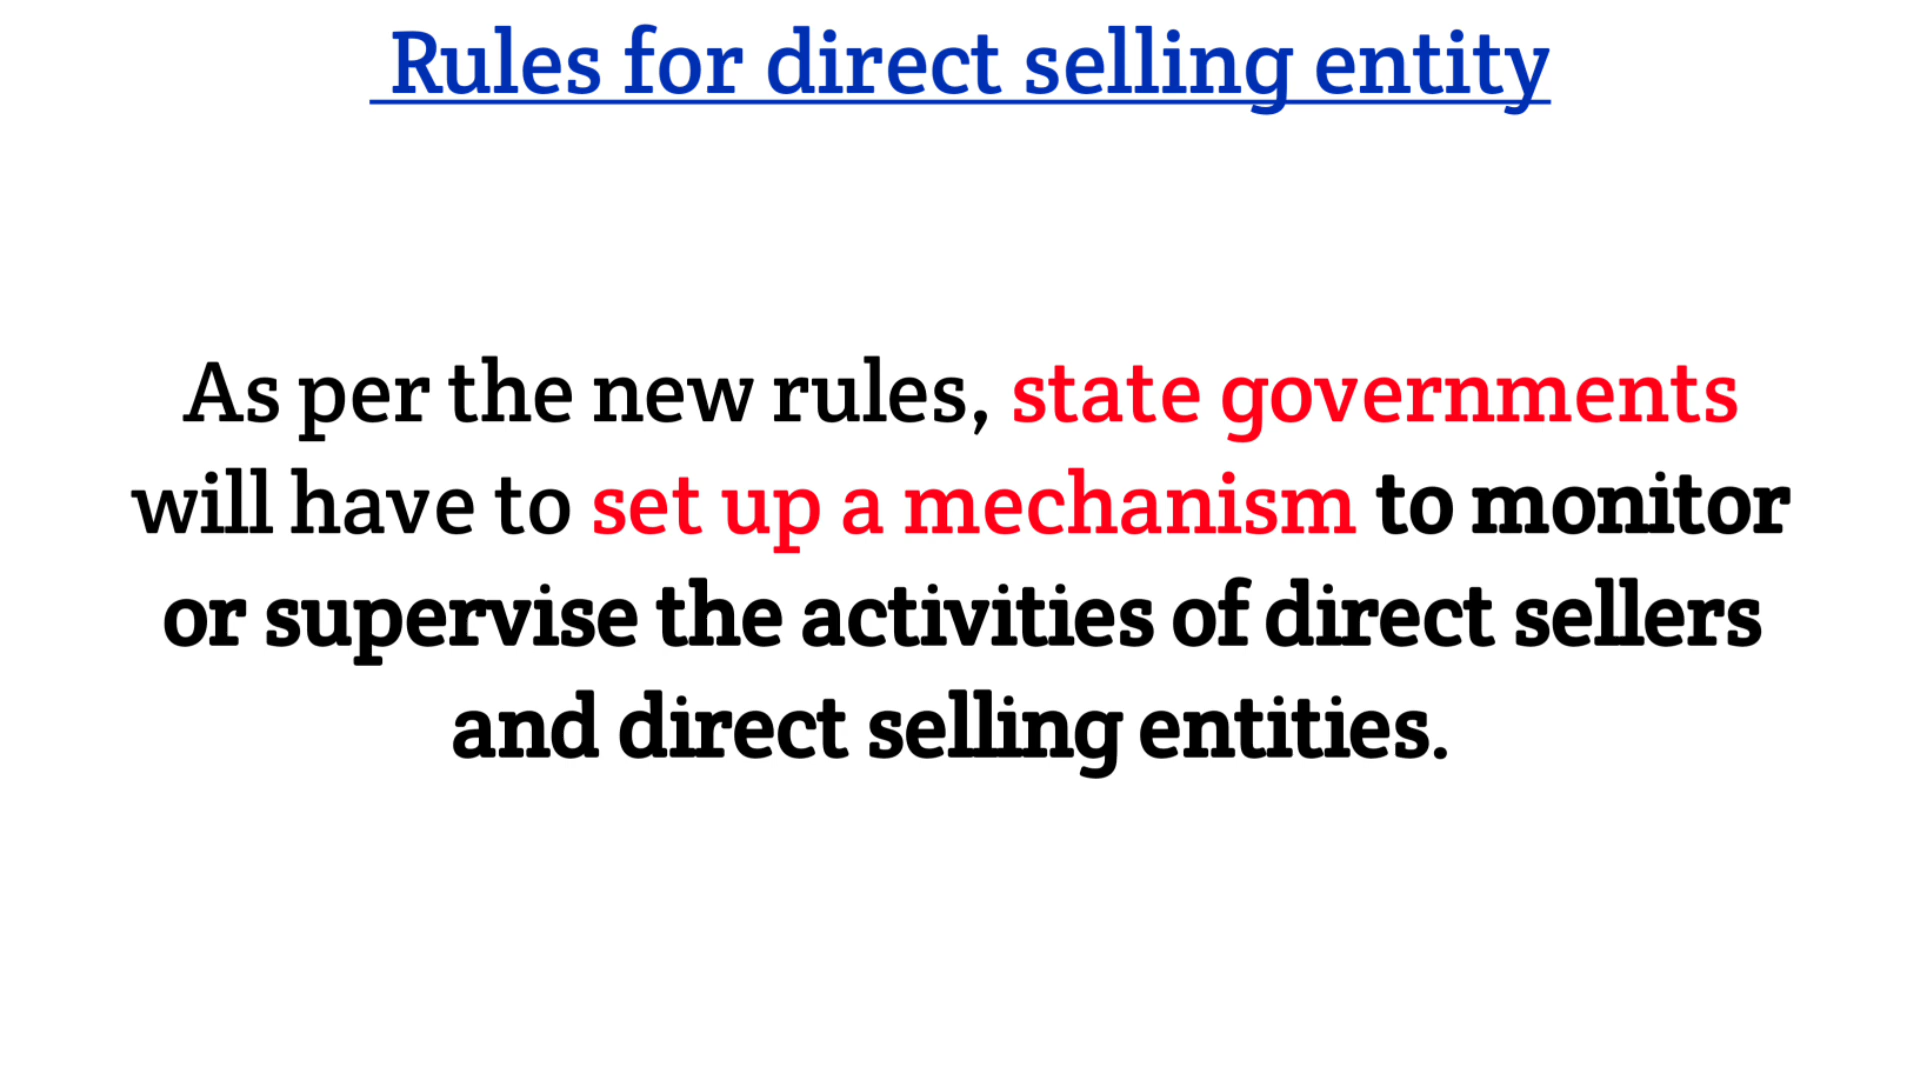 Rules for direct selling entity
As per the new rules, state governments
will have to set up a mechanism to monitor
or supervise the activities of direct sellers
and direct selling entities.